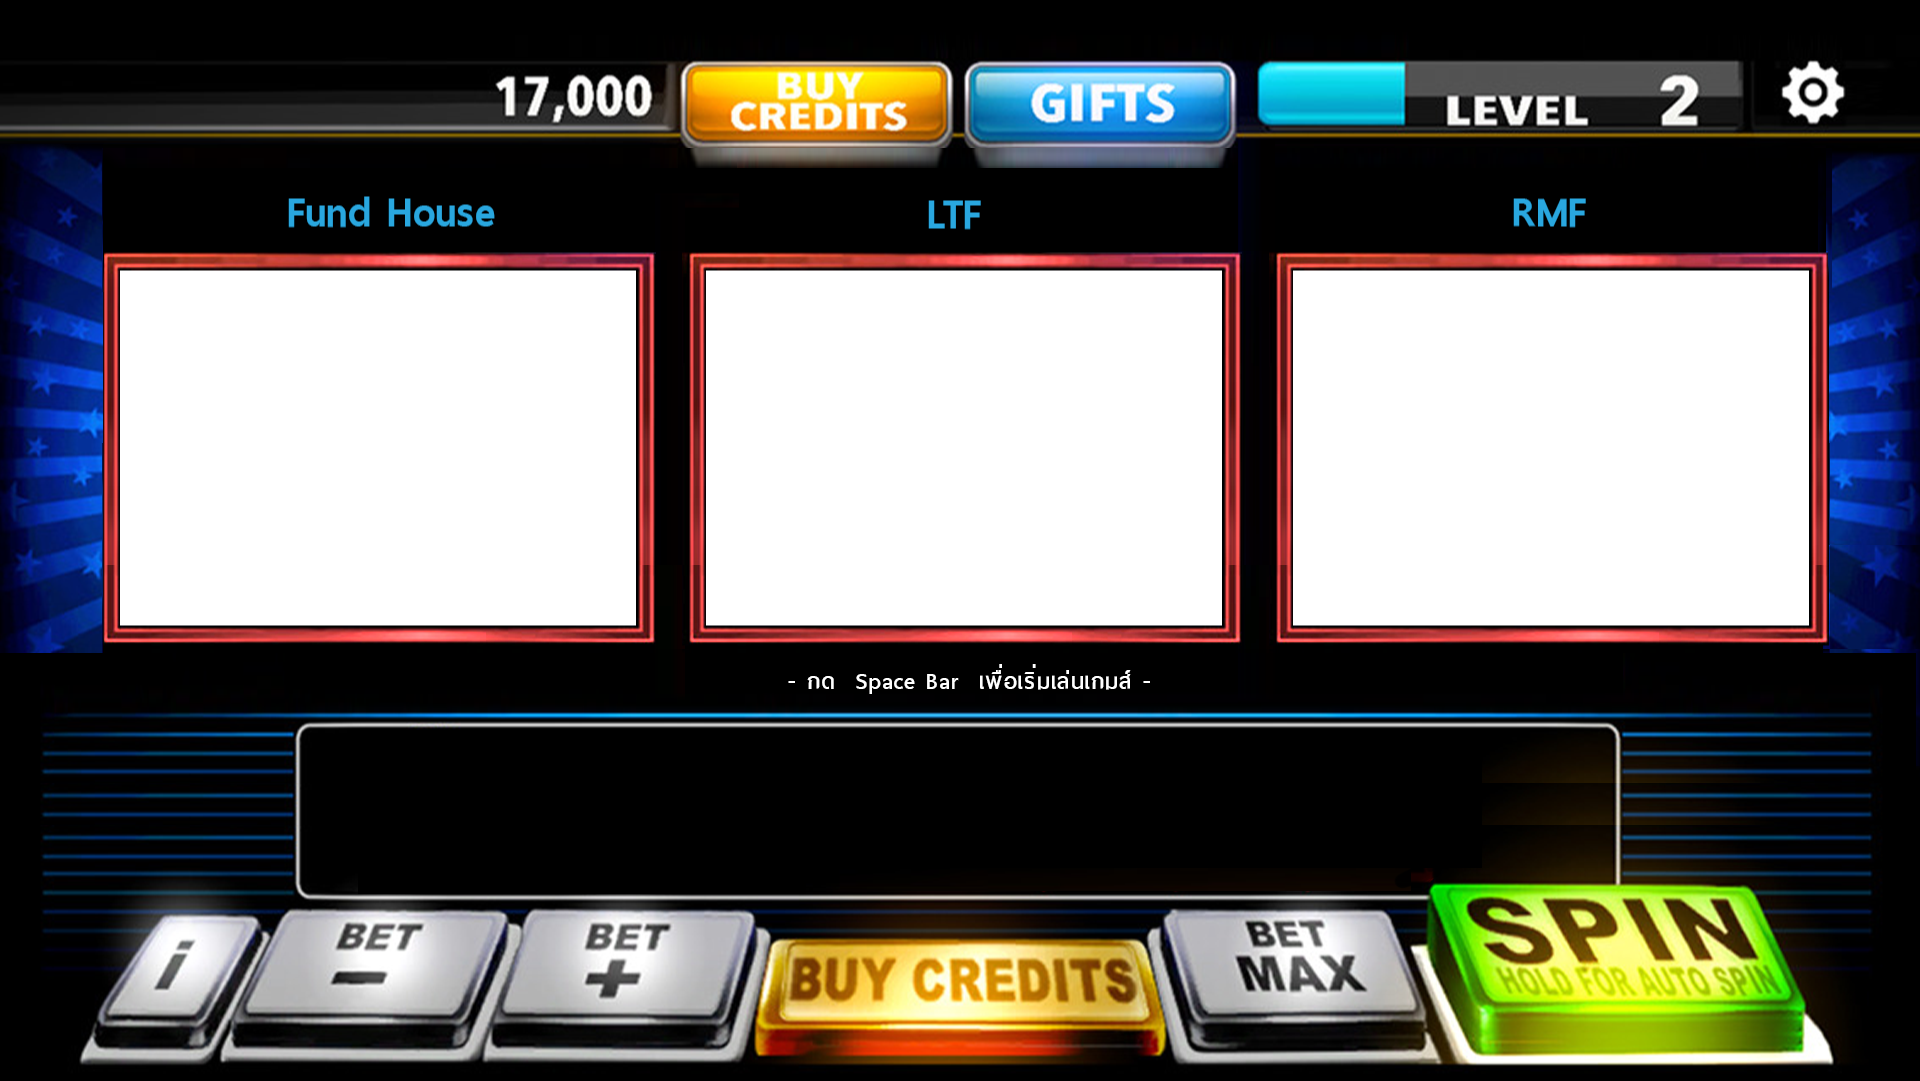 17,000
BUY
CREDITS
GIFTS
LEVEL 2
Fund House
LTF
RMF
- กด Space Bar เพื่อเริ่มเล่นเกมส์ -
i
BET
-
BET
+
BUY CREDITS
BET
MAX
SPIN
HOLD FOR AUTO SPIN